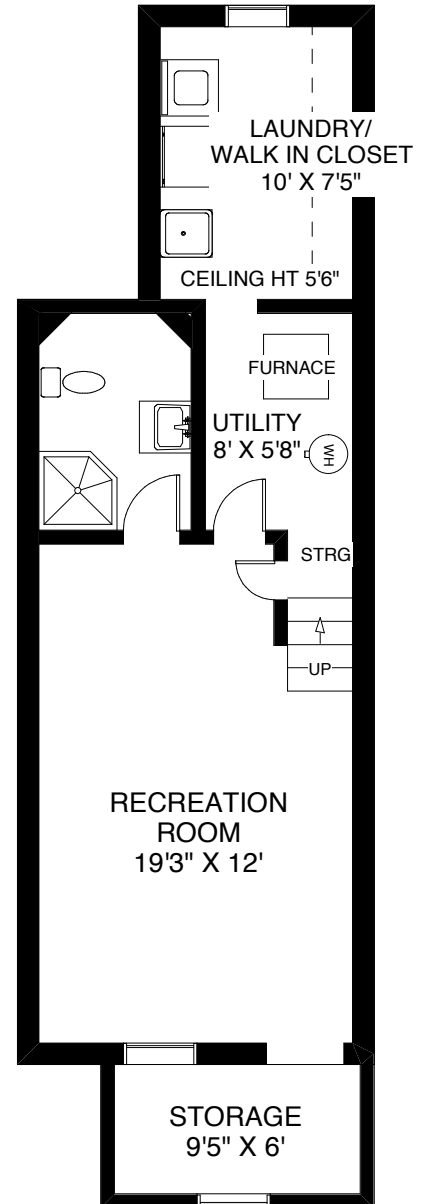 LAUNDRY/
WALK IN CLOSET
10' X 7'5"
CEILING HT 5'6"
FURNACE
UTILITY
8' X 5'8"
WH
STRG
UP
RECREATION
ROOM
19'3" X 12'
STORAGE
9'5" X 6'